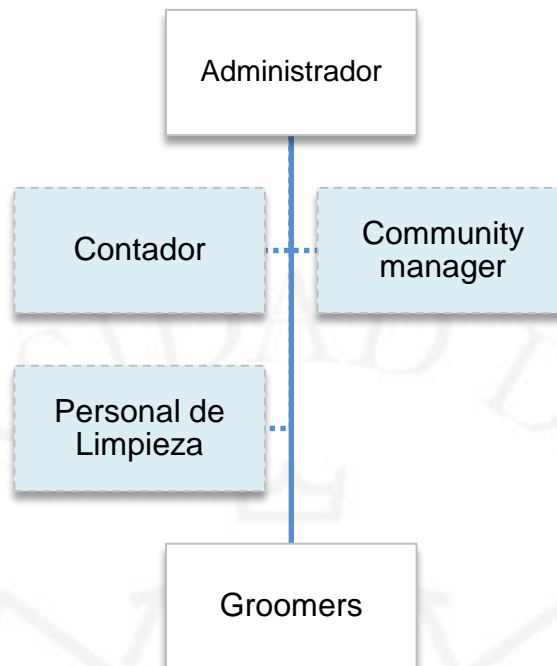 Administrador
Contador
Community
manager
Personal de
Limpieza
Groomers